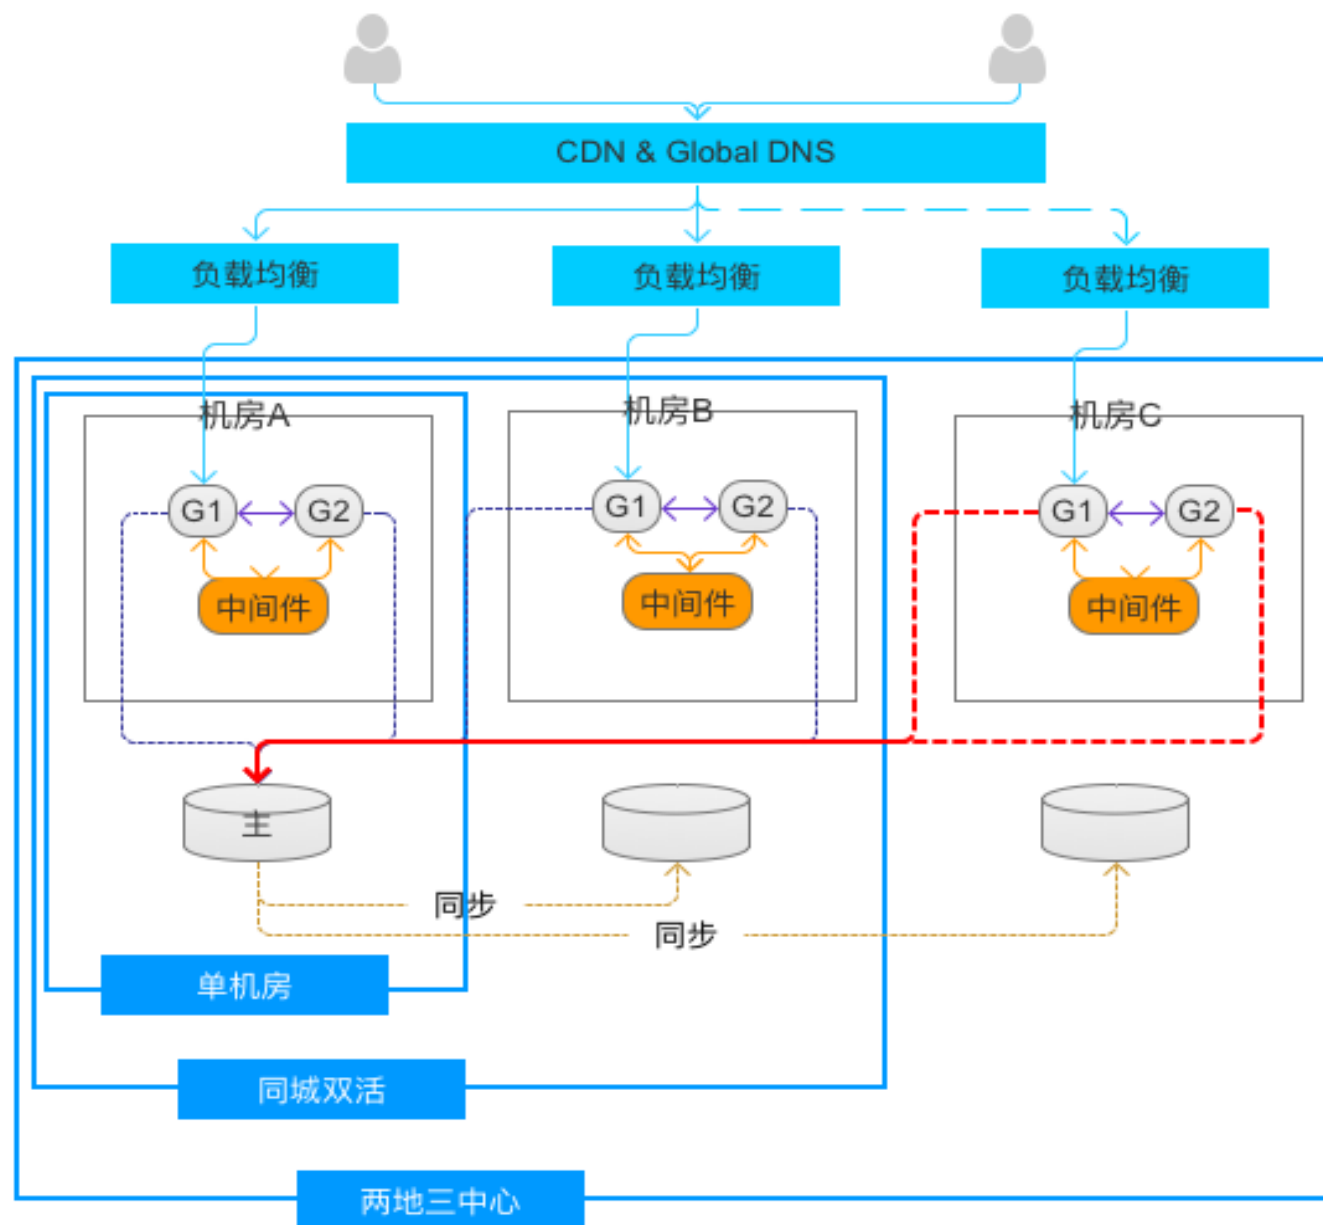 CDN & Global DNS
负载均衡
负载均衡
负载均衡
机房A
机房B
机房C
G1
G2
G1
G2
G1
G2
中间件
中间件
中间件
主
同步
同步
单机房
同城双活
两地三中心